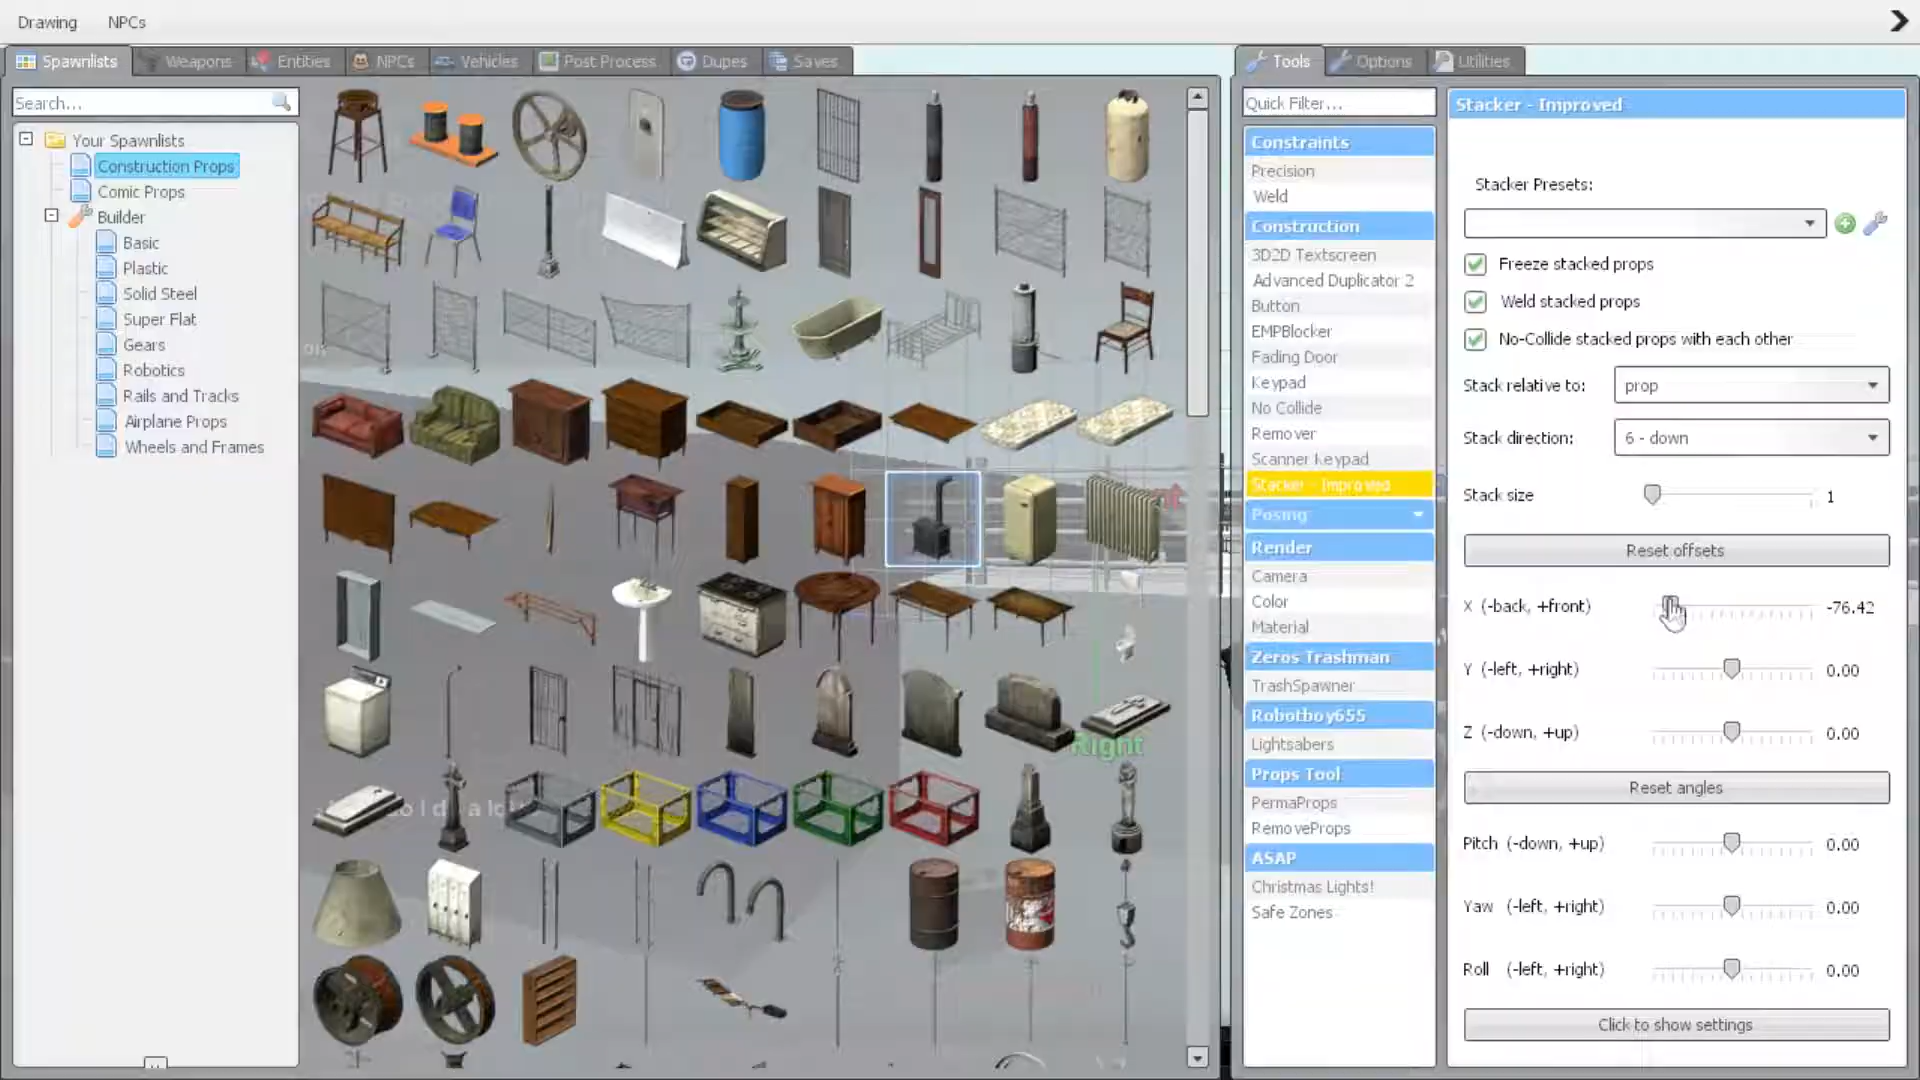 Drawing NPCs
Spawnlists Weapons Entities NPCs Vehicles Post Process Dupes Saves
Search...
Your Spawnlists
Construction Props
Comic Props
Builder
Basic
Plastic
Solid Steel
Super Flat
Gears
Robotics
Rails and Tracks
Airplane Props
Wheels and Frames
Right
Tools Options Utilities
Quick Filter...
Constraints
Precision
Weld
Construction
3D2D Textscreen
Advanced Duplicator 2
Button
EMPBlocker
Fading Door
Keypad
No Collide
Remover
Scanner Keypad
Stacker - Improved
Posing
Render
Camera
Color
Material
Zeros Trashman
TrashSpawner
Robotboy655
Lightsabers
Props Tool
PermaProps
RemoveProps
ASAP
Christmas Lights!
Safe Zones
Stacker - Improved
Stacker Presets:
Freeze stacked props
Weld stacked props
No-Collide stacked props with each other
Stack relative to: prop
Stack direction: 6 - down
Stack size 1
Reset offsets
X (-back, +front) -76.42
Y (-left, +right) 0.00
Z (-down, +up) 0.00
Reset angles
Pitch (-down, +up) 0.00
Yaw (-left, +right) 0.00
Roll (-left, +right) 0.00
Click to show settings